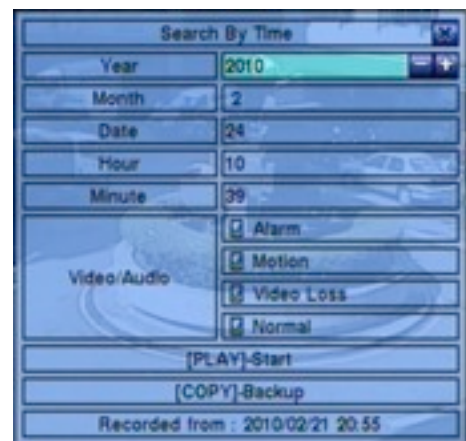 Search By Time
Year 2010
Month 2
Date 24
Hour 10
Minute 39
Video/Audio
Alarm
Motion
Video Loss
Normal
[PLAY]-Start
[COPY]-Backup
Recorded from : 2010/02/21 20:55